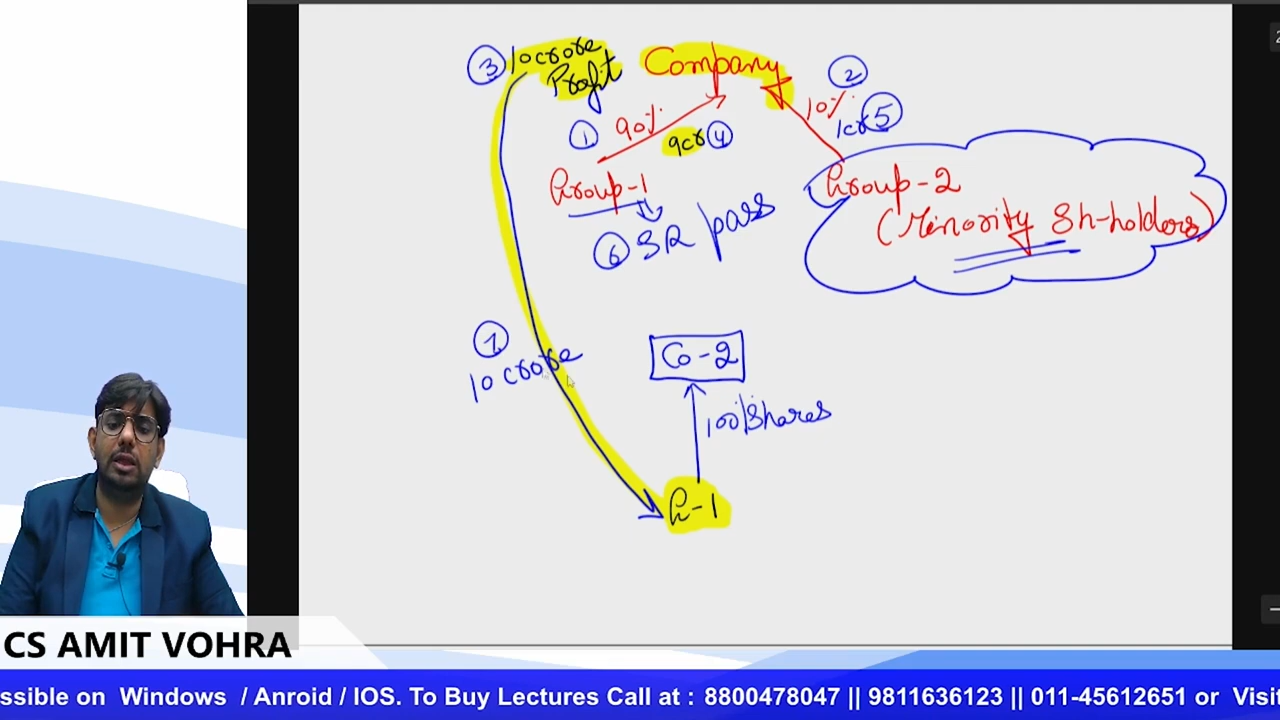 ③ 10 crore Profit
Company
②
10%
1cr ⑤
① 90%
9cr ④
Group-1
Group-2
(Minority Sh-holders)
⑥ SR pass
⑦
10 crore
Co-2
100% Shares
G-1
CS AMIT VOHRA
ssible on Windows / Anroid / IOS. To Buy Lectures Call at : 8800478047 || 9811636123 || 011-45612651 or Visit